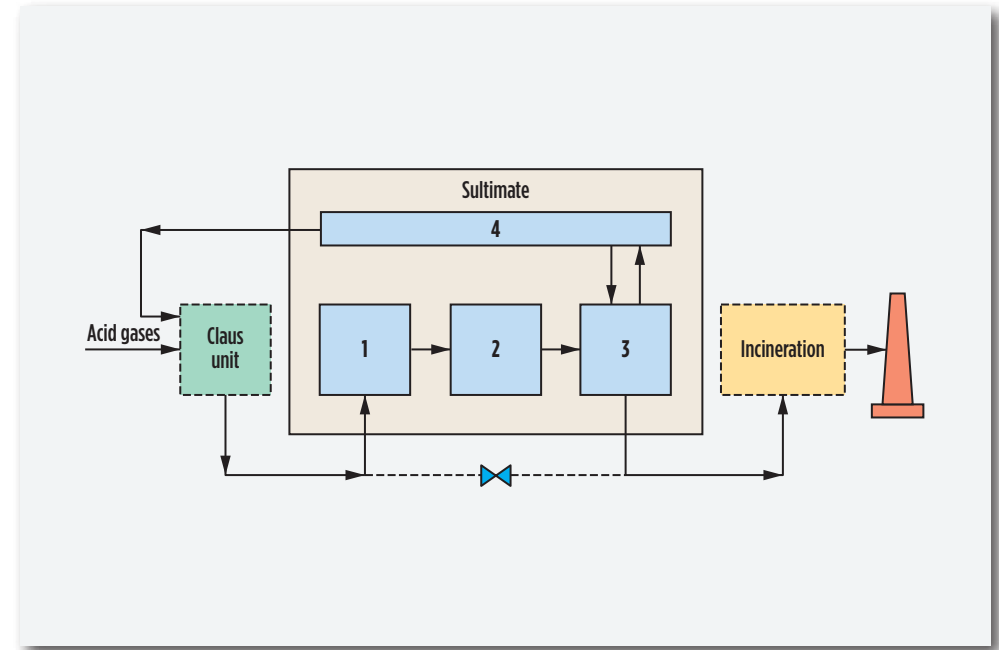 Sultimate
4
Acid gases
Claus
unit
1
2
3
Incineration